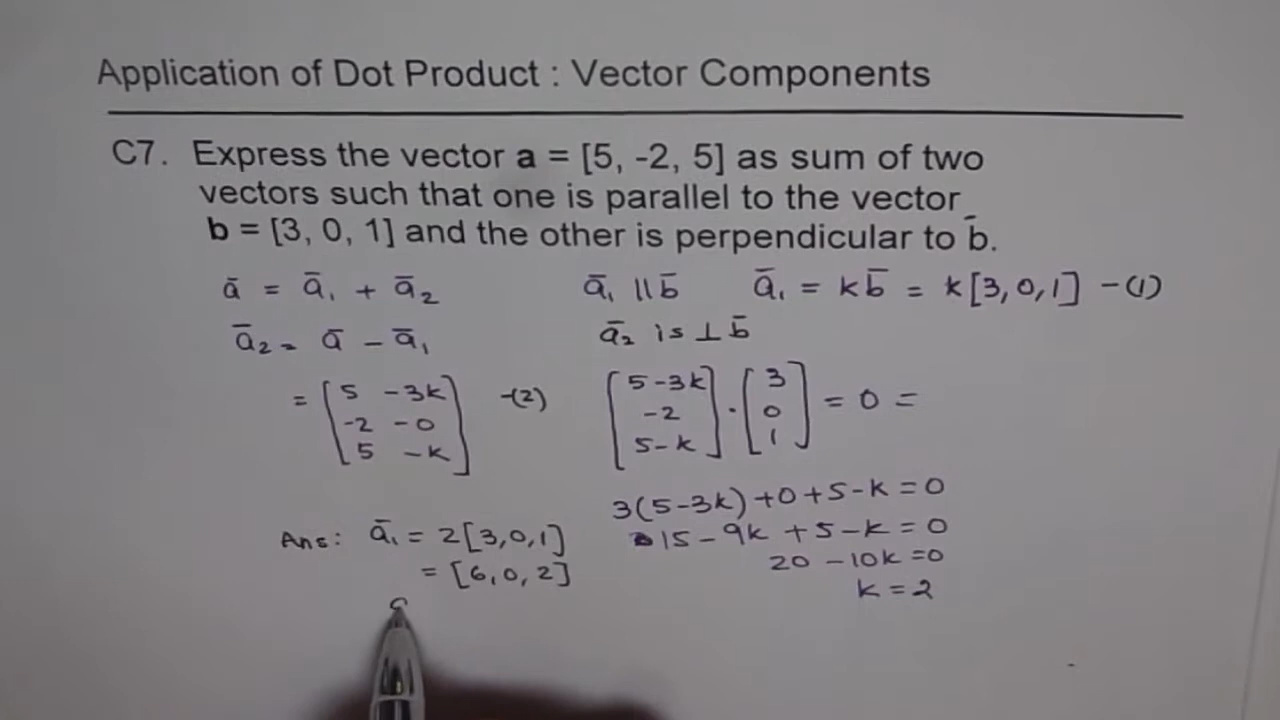 Application of Dot Product : Vector Components
C7. Express the vector a = [5, -2, 5] as sum of two
vectors such that one is parallel to the vector
b = [3, 0, 1] and the other is perpendicular to b̄.
ā = ā₁ + ā₂
ā₁ || b̄
ā₁ = kb̄ = k[3,0,1] -(1)
ā₂ = ā - ā₁
ā₂ is ⊥ b̄
= [5 -3k
-2 -0
5 -k] -(2)
[5-3k
-2
5-k] · [3
0
1] = 0 =
3(5-3k)+0+5-k=0
15-9k+5-k=0
20-10k=0
k=2
Ans: ā₁ = 2[3,0,1]
= [6,0,2]